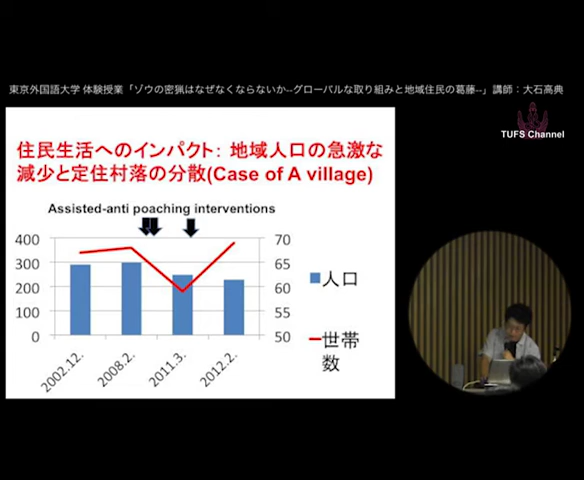 東京外国語大学 体験授業「ゾウの密猟はなぜなくならないか--グローバルな取り組みと地域住民の葛藤--」講師：大石高典
TUFS Channel
住民生活へのインパクト： 地域人口の急激な
減少と定住村落の分散(Case of A village)
Assisted-anti poaching interventions
400
300
200
100
0
70
65
60
55
50
2002.12.
2008.2.
2011.3.
2012.2.
人口
世帯
数